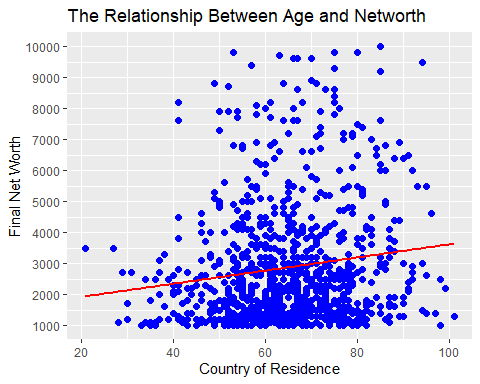 The Relationship Between Age and Networth
Final Net Worth
10000
9000
8000
7000
6000
5000
4000
3000
2000
1000
20 40 60 80 100
Country of Residence